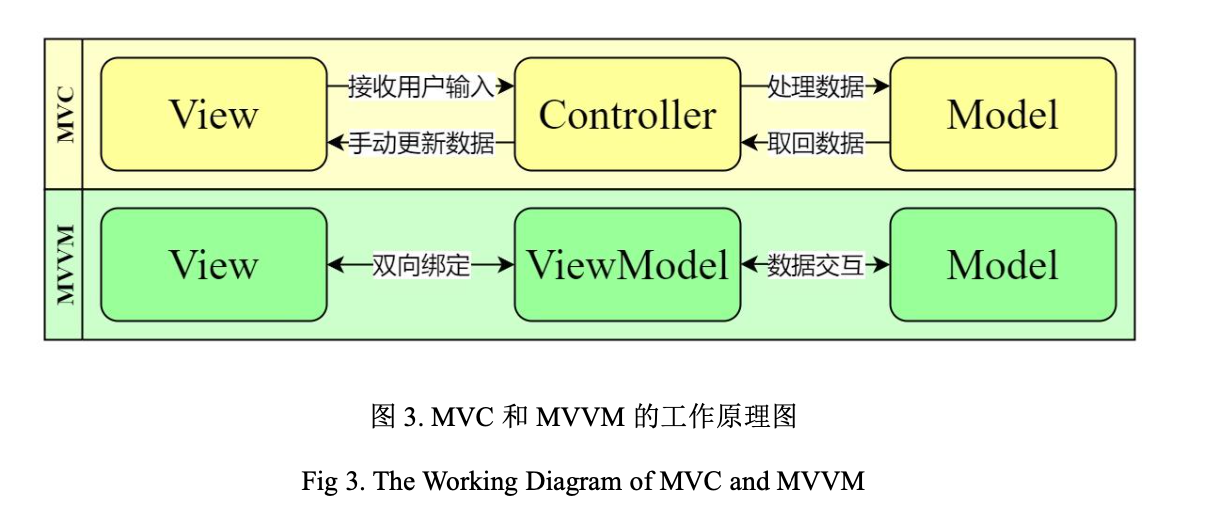 MVC
View
接收用户输入
手动更新数据
Controller
处理数据
取回数据
Model
MVVM
View
双向绑定
ViewModel
数据交互
Model
图 3. MVC 和 MVVM 的工作原理图
Fig 3. The Working Diagram of MVC and MVVM